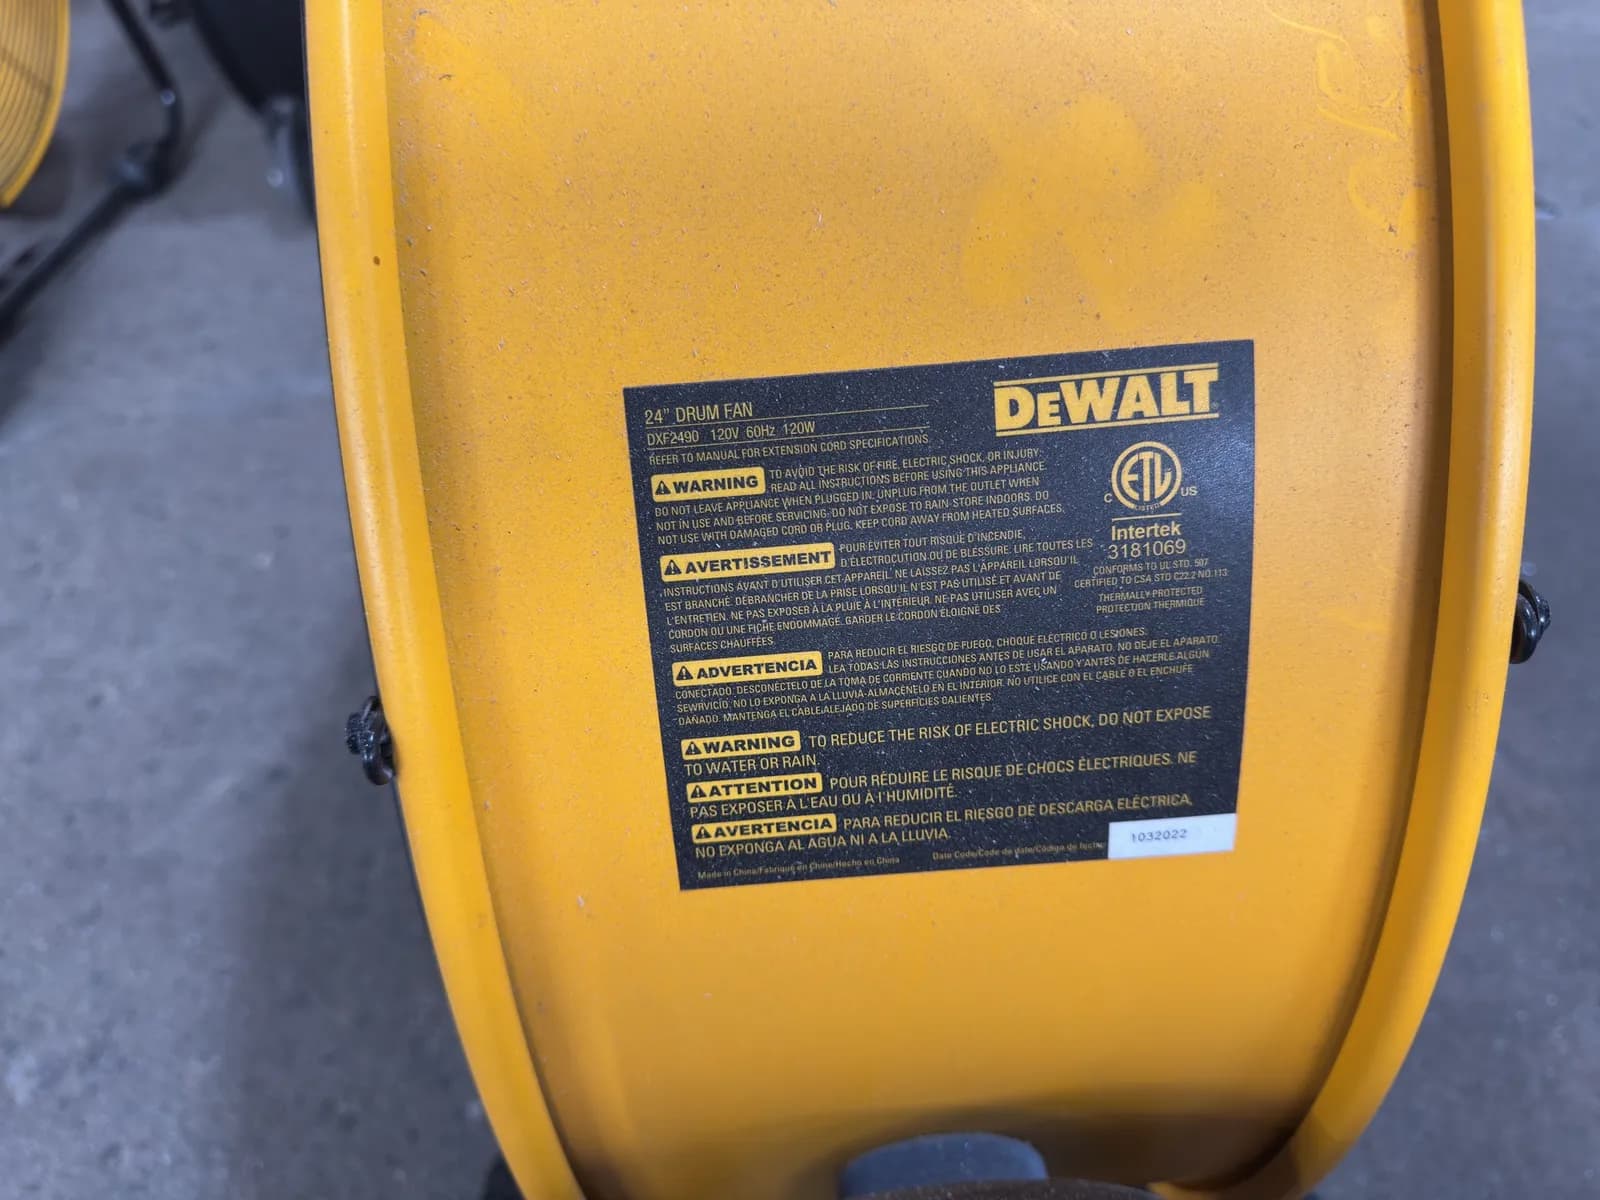 24" DRUM FAN
DXF2490 120V 60Hz 120W
REFER TO MANUAL FOR EXTENSION CORD SPECIFICATIONS
DEWALT
WARNING TO AVOID THE RISK OF FIRE, ELECTRIC SHOCK, OR INJURY:
READ ALL INSTRUCTIONS BEFORE USING THIS APPLIANCE.
DO NOT LEAVE APPLIANCE WHEN PLUGGED IN. UNPLUG FROM THE OUTLET WHEN
NOT IN USE AND BEFORE SERVICING. DO NOT EXPOSE TO RAIN-STORE INDOORS. DO
NOT USE WITH DAMAGED CORD OR PLUG. KEEP CORD AWAY FROM HEATED SURFACES.
ETL
C US
LISTED
Intertek
3181069
CONFORMS TO UL STD. 507
CERTIFIED TO CSA STD C22.2 NO.113
THERMALLY PROTECTED
PROTECTION THERMIQUE
AVERTISSEMENT POUR ÉVITER TOUT RISQUE D'INCENDIE,
D'ÉLECTROCUTION OU DE BLESSURE. LIRE TOUTES LES
INSTRUCTIONS AVANT D'UTILISER CET APPAREIL. NE LAISSEZ PAS L'APPAREIL LORSQU'IL
EST BRANCHÉ. DÉBRANCHER DE LA PRISE LORSQU'IL N'EST PAS UTILISÉ ET AVANT DE
L'ENTRETIEN. NE PAS EXPOSER À LA PLUIE À L'INTÉRIEUR. NE PAS UTILISER AVEC UN
CORDON OU UNE FICHE ENDOMMAGÉ. GARDER LE CORDON ÉLOIGNÉ DES
SURFACES CHAUFFÉES.
ADVERTENCIA PARA REDUCIR EL RIESGO DE FUEGO, CHOQUE ELÉCTRICO O LESIONES.
LEA TODAS LAS INSTRUCCIONES ANTES DE USAR EL APARATO. NO DEJE EL APARATO
CONECTADO. DESCONÉCTELO DE LA TOMA DE CORRIENTE CUANDO NO LO ESTE USANDO Y ANTES DE HACERLE ALGÚN
SEWRVICIO. NO LO EXPONGA A LA LLUVIA-ALMACÉNELO EN EL INTERIOR. NO UTILICE CON EL CABLE O EL ENCHUFE
DAÑADO. MANTENGA EL CABLE ALEJADO DE SUPERFICIES CALIENTES.
WARNING TO REDUCE THE RISK OF ELECTRIC SHOCK, DO NOT EXPOSE
TO WATER OR RAIN.
ATTENTION POUR RÉDUIRE LE RISQUE DE CHOCS ÉLECTRIQUES. NE
PAS EXPOSER À L'EAU OU À l'HUMIDITÉ.
AVERTENCIA PARA REDUCIR EL RIESGO DE DESCARGA ELÉCTRICA,
NO EXPONGA AL AGUA NI A LA LLUVIA.
Made in China/Fabriqué en Chine/Hecho en China
Date Code/Code de date/Código de fecha
1032022